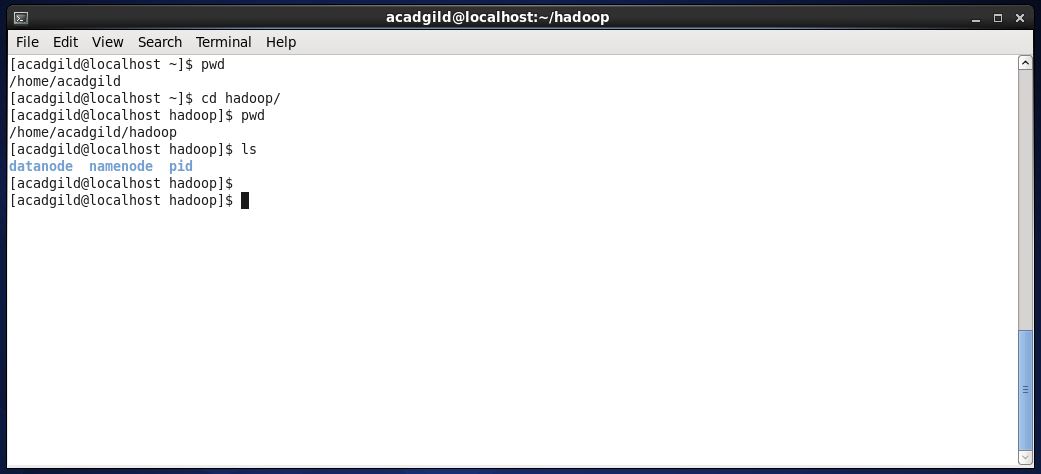 acadgild@localhost:~/hadoop
File Edit View Search Terminal Help
[acadgild@localhost ~]$ pwd
/home/acadgild
[acadgild@localhost ~]$ cd hadoop/
[acadgild@localhost hadoop]$ pwd
/home/acadgild/hadoop
[acadgild@localhost hadoop]$ ls
datanode  namenode  pid
[acadgild@localhost hadoop]$
[acadgild@localhost hadoop]$